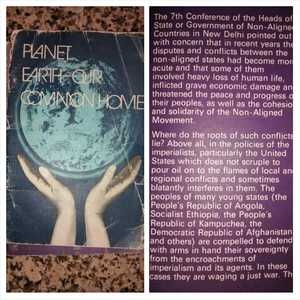 PLANET
EARTH: OUR
COMMON HOME
The 7th Conference of the Heads of
State or Government of Non-Aligned
Countries in New Delhi pointed out
with concern that in recent years the
disputes and conflicts between the
non-aligned states had become more
acute and that some of them
involved heavy loss of human life,
inflicted grave economic damage an
threatened the peace and progress o
their peoples, as well as the cohesion
and solidarity of the Non-Aligned
Movement.
Where do the roots of such conflicts
lie? Above all, in the policies of the
imperialists, particularly the United
States which does not scruple to
pour oil on to the flames of local and
regional conflicts and sometimes
blatantly interferes in them. The
peoples of many young states (the
People's Republic of Angola,
Socialist Ethiopia, the People's
Republic of Kampuchea, the
Democratic Republic of Afghanistan
and others) are compelled to defend
with arms in hand their sovereignty
from the encroachments of
imperialism and its agents. In these
cases they are waging a just war. Th